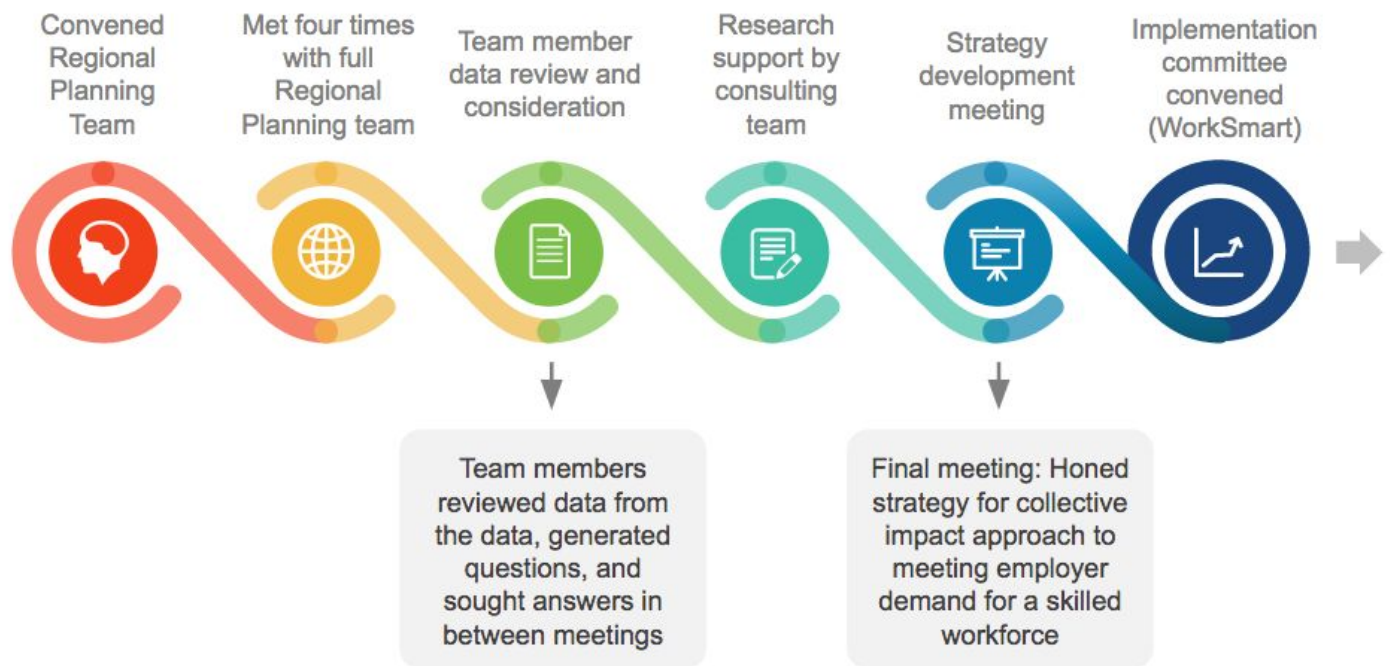 Convened
Regional
Planning
Team
Met four times
with full
Regional
Planning team
Team member
data review and
consideration
Research
support by
consulting
team
Strategy
development
meeting
Implementation
committee
convened
(WorkSmart)
Team members
reviewed data from
the data, generated
questions, and
sought answers in
between meetings
Final meeting: Honed
strategy for collective
impact approach to
meeting employer
demand for a skilled
workforce